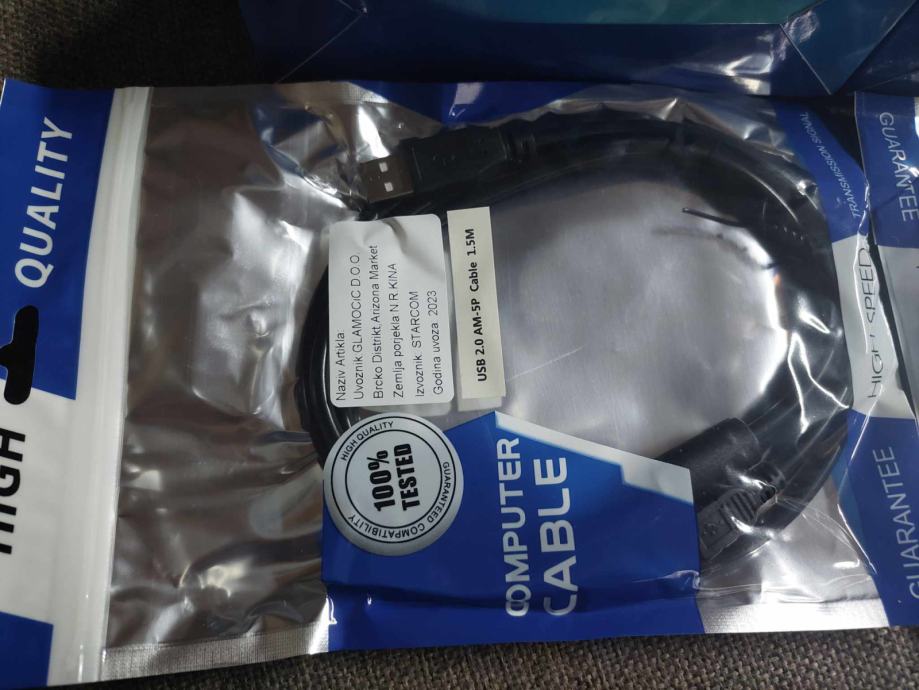 HIGH QUALITY
Naziv Artikla:
Uvoznik GLAMOCIC D.O.O.
Brcko Distrikt Arizona Market
Zemlja porjekla N R.KINA
Izvoznik STARCOM
Godina uvoza 2023
USB 2.0 AM-5P Cable 1.5M
HIGH QUALITY
100%
TESTED
GUARANTEED COMPATIBILITY
COMPUTER
CABLE
TRANSMISSION SIGNAL
HIGH SPEED
GUARANTEE
GUARANTEE